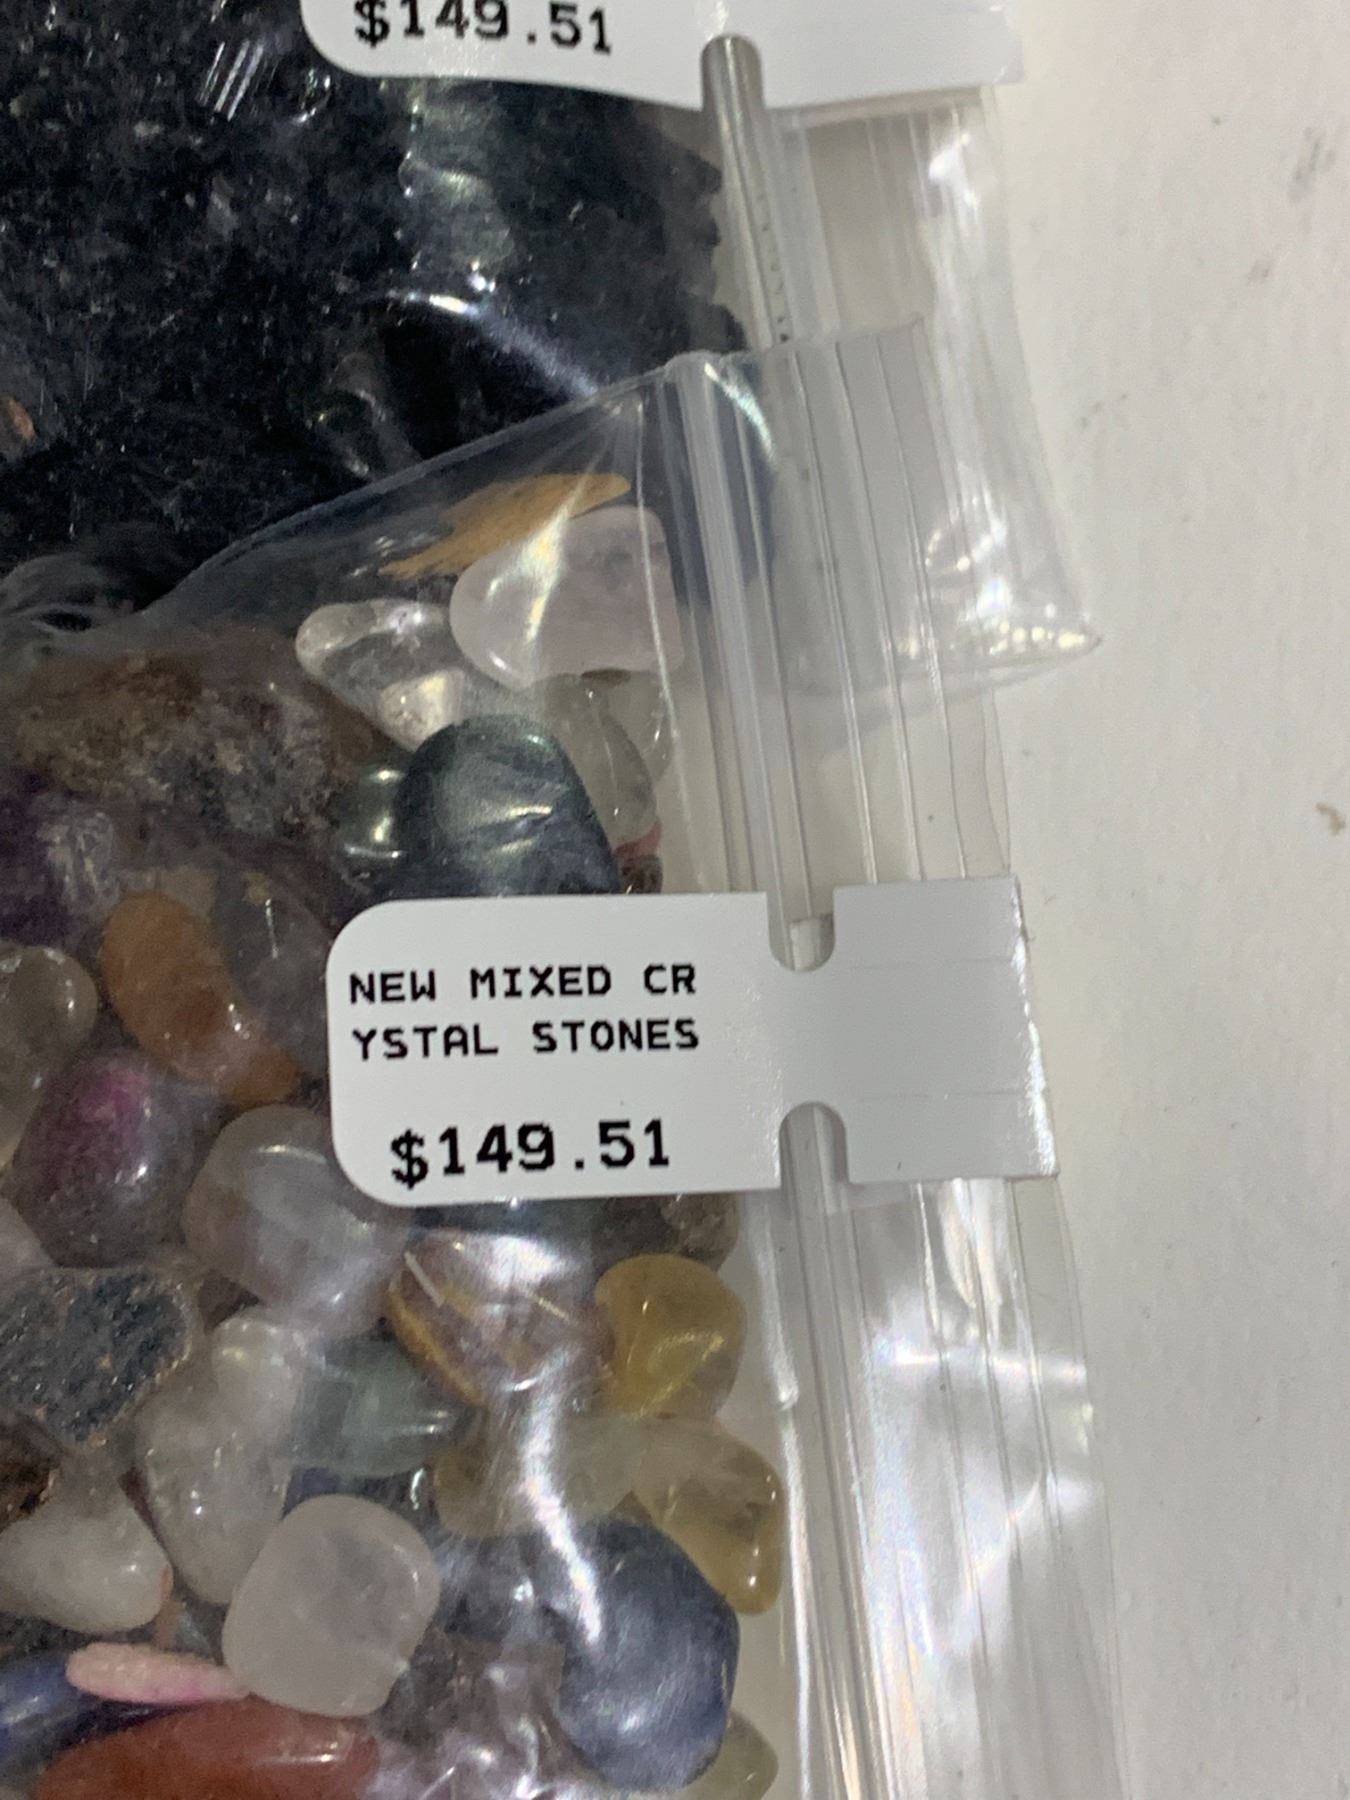 $149.51
NEW MIXED CR
YSTAL STONES
$149.51